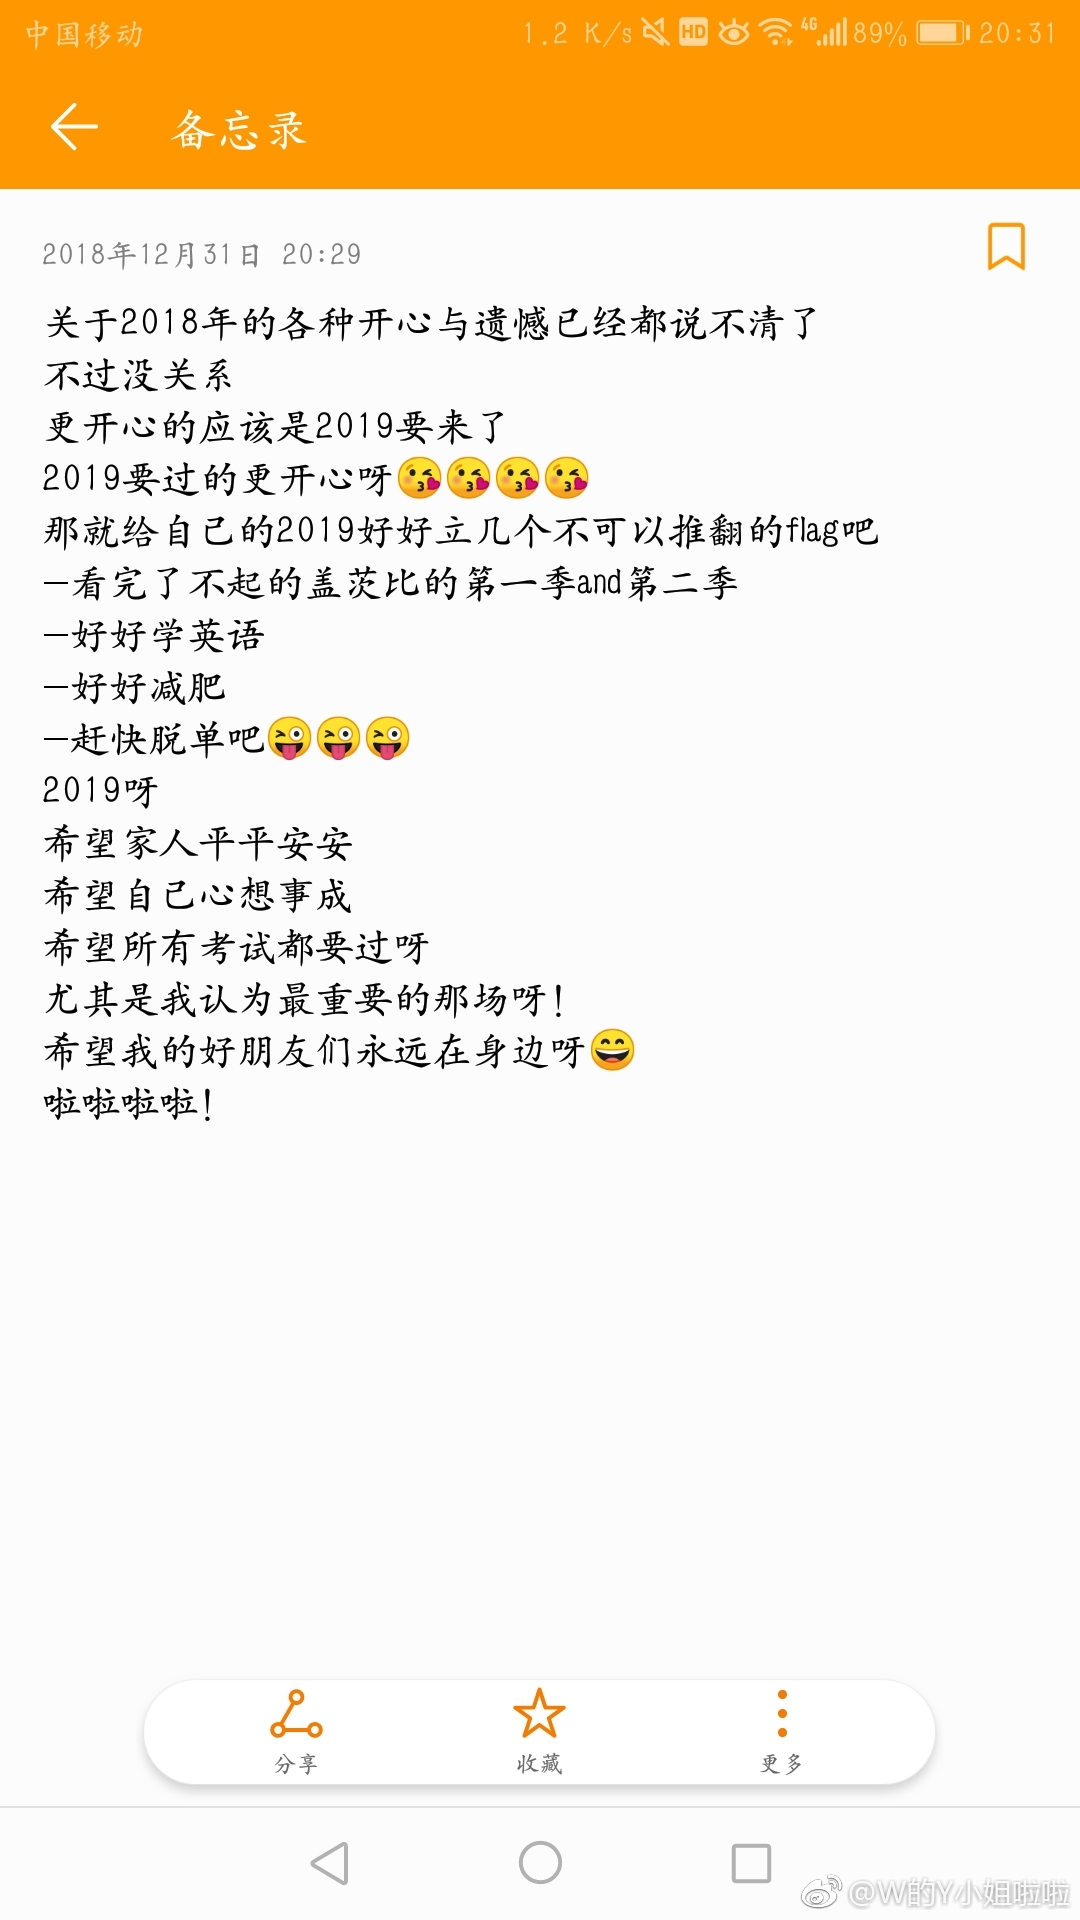 中国移动 1.2 K/s HD 4G 89% 20:31
备忘录
2018年12月31日 20:29
关于2018年的各种开心与遗憾已经都说不清了
不过没关系
更开心的应该是2019要来了
2019要过的更开心呀😘😘😘😘
那就给自己的2019好好立几个不可以推翻的flag吧
—看完了不起的盖茨比的第一季and第二季
—好好学英语
—好好减肥
—赶快脱单吧😜😜😜
2019呀
希望家人平平安安
希望自己心想事成
希望所有考试都要过呀
尤其是我认为最重要的那场呀!
希望我的好朋友们永远在身边呀😄
啦啦啦啦!
分享 收藏 更多
@W的Y小姐啦啦